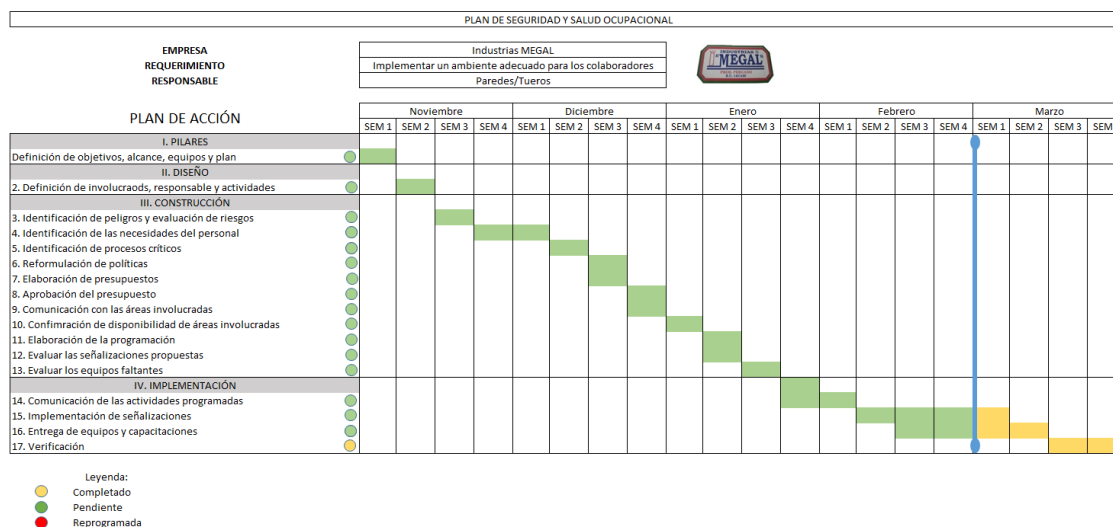 PLAN DE SEGURIDAD Y SALUD OCUPACIONAL
EMPRESA Industrias MEGAL
REQUERIMIENTO Implementar un ambiente adecuado para los colaboradores
RESPONSABLE Paredes/Tueros
INDUSTRIAS
"MEGAL"
PLAN DE ACCIÓN
Noviembre Diciembre Enero Febrero Marzo
SEM 1 SEM 2 SEM 3 SEM 4 SEM 1 SEM 2 SEM 3 SEM 4 SEM 1 SEM 2 SEM 3 SEM 4 SEM 1 SEM 2 SEM 3 SEM 4 SEM 1 SEM 2 SEM 3 SEM
I. PILARES
Definición de objetivos, alcance, equipos y plan
II. DISEÑO
2. Definición de involucraods, responsable y actividades
III. CONSTRUCCIÓN
3. Identificación de peligros y evaluación de riesgos
4. Identificación de las necesidades del personal
5. Identificación de procesos críticos
6. Reformulación de políticas
7. Elaboración de presupuestos
8. Aprobación del presupuesto
9. Comunicación con las áreas involucradas
10. Confimración de disponibilidad de áreas involucradas
11. Elaboración de la programación
12. Evaluar las señalizaciones propuestas
13. Evaluar los equipos faltantes
IV. IMPLEMENTACIÓN
14. Comunicación de las actividades programadas
15. Implementación de señalizaciones
16. Entrega de equipos y capacitaciones
17. Verificación
Leyenda:
Completado
Pendiente
Reprogramada